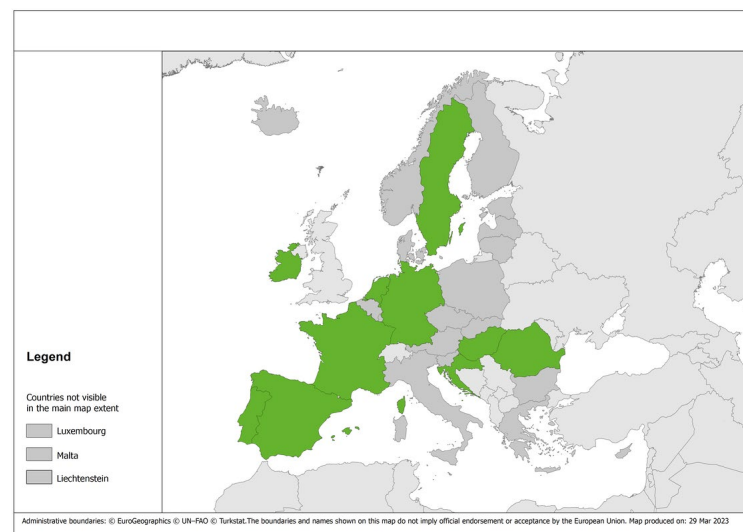 Legend
Countries not visible
in the main map extent
Luxembourg
Malta
Liechtenstein
Administrative boundaries: © EuroGeographics © UN–FAO © Turkstat.The boundaries and names shown on this map do not imply official endorsement or acceptance by the European Union. Map produced on: 29 Mar 2023